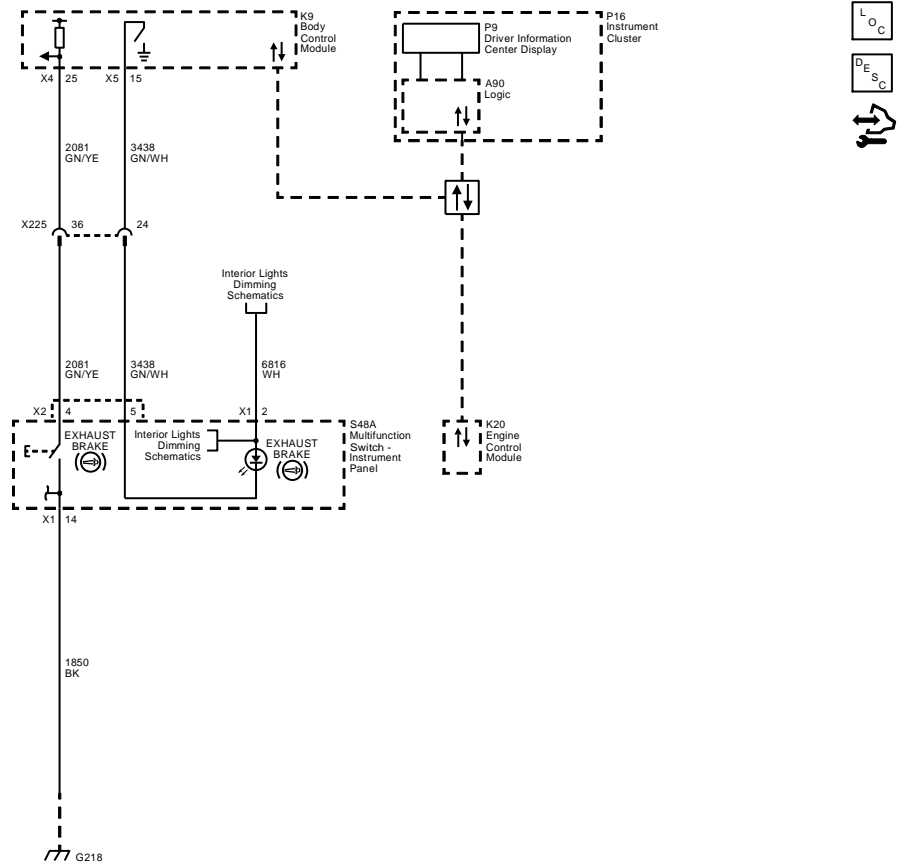 K9
Body
Control
Module
P9
Driver Information
Center Display
P16
Instrument
Cluster
A90
Logic
L
O
C
D
E
S
C
X4 25
X5 15
2081
GN/YE
3438
GN/WH
X225 36
24
Interior Lights
Dimming
Schematics
2081
GN/YE
3438
GN/WH
6816
WH
X2 4
5
X1 2
S48A
Multifunction
Switch -
Instrument
Panel
K20
Engine
Control
Module
EXHAUST
BRAKE
Interior Lights
Dimming
Schematics
EXHAUST
BRAKE
X1 14
1850
BK
G218